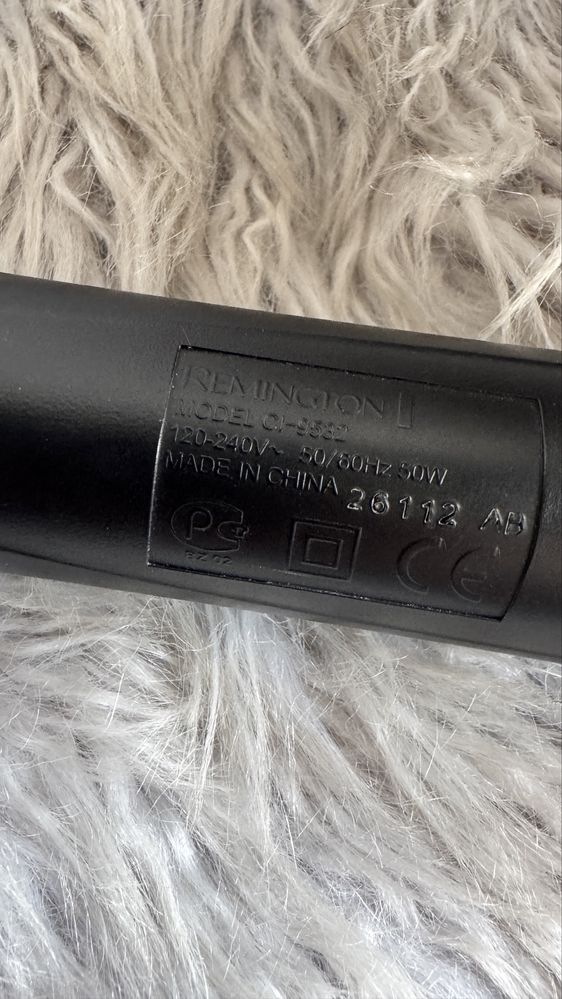 REMINGTON
MODEL CI-9532
120-240V~ 50/60Hz 50W
MADE IN CHINA 26112 AB
PC
BZ 02
CE